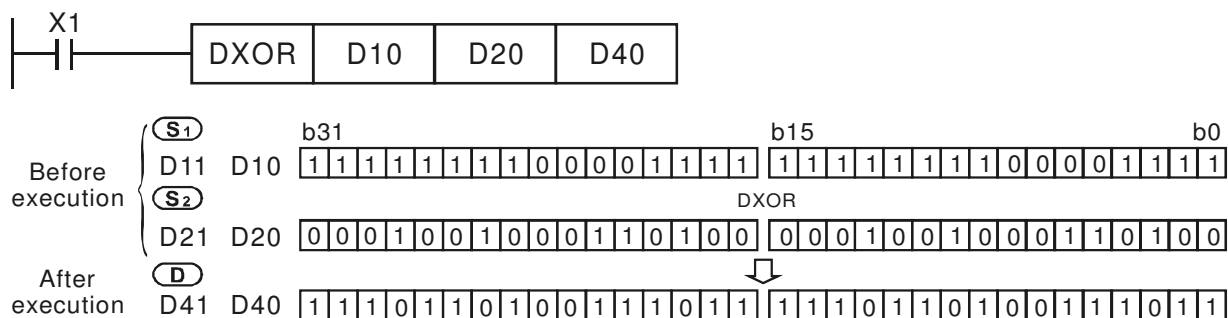 X1
DXOR D10 D20 D40
S1 b31 b15 b0
Before execution
D11 D10 1 1 1 1 1 1 1 1 0 0 0 0 1 1 1 1 1 1 1 1 1 1 1 1 0 0 0 0 1 1 1 1
S2 DXOR
D21 D20 0 0 0 1 0 0 1 0 0 0 1 1 0 1 0 0 0 0 0 1 0 0 1 0 0 0 1 1 0 1 0 0
After execution
D
D41 D40 1 1 1 0 1 1 0 1 0 0 1 1 1 0 1 1 1 1 1 0 1 1 0 1 0 0 1 1 1 0 1 1